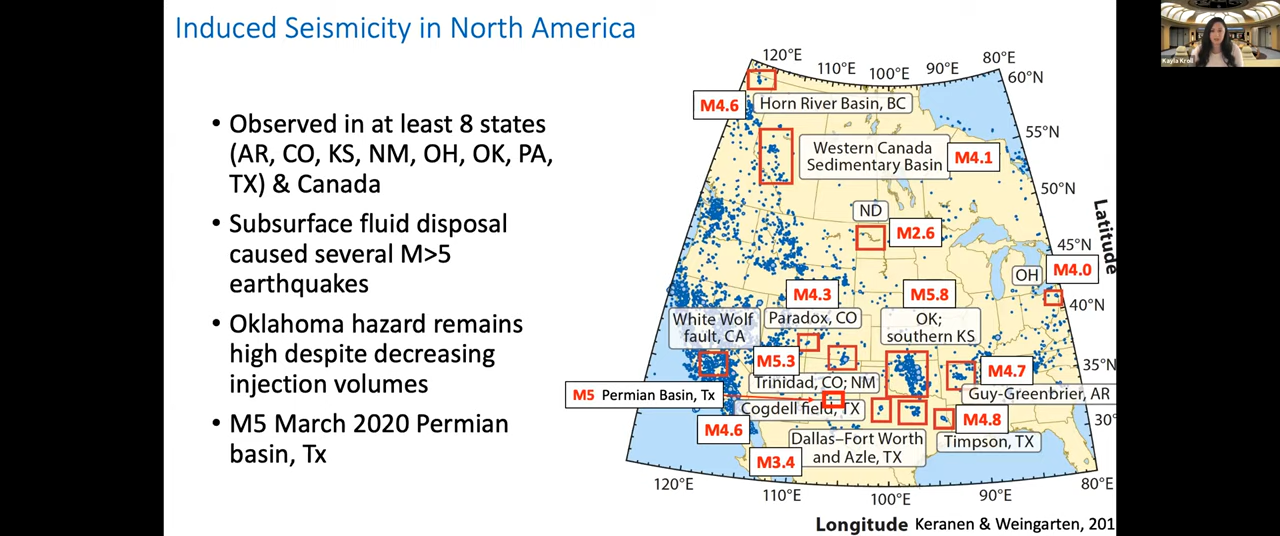 Induced Seismicity in North America
Kayla Kroll
• Observed in at least 8 states
(AR, CO, KS, NM, OH, OK, PA,
TX) & Canada
• Subsurface fluid disposal
caused several M>5
earthquakes
• Oklahoma hazard remains
high despite decreasing
injection volumes
• M5 March 2020 Permian
basin, Tx
120°E
110°E
100°E
90°E
80°E
60°N
M4.6
Horn River Basin, BC
55°N
Western Canada
Sedimentary Basin
M4.1
50°N
Latitude
ND
M2.6
45°N
OH
M4.0
40°N
M4.3
M5.8
Paradox, CO
White Wolf
fault, CA
OK;
southern KS
M5.3
35°N
M4.7
Trinidad, CO; NM
Guy-Greenbrier, AR
M5 Permian Basin, Tx
Cogdell field, TX
30°
M4.6
M4.8
Dallas–Fort Worth
and Azle, TX
Timpson, TX
M3.4
120°E
110°E
100°E
90°E
80°E
Longitude
Keranen & Weingarten, 201